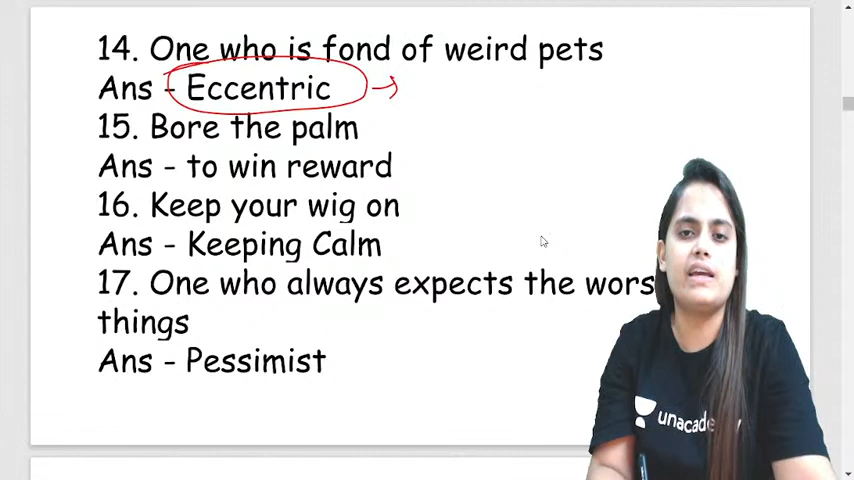 14. One who is fond of weird pets
Ans - Eccentric
15. Bore the palm
Ans - to win reward
16. Keep your wig on
Ans - Keeping Calm
17. One who always expects the wors
things
Ans - Pessimist
unacademy